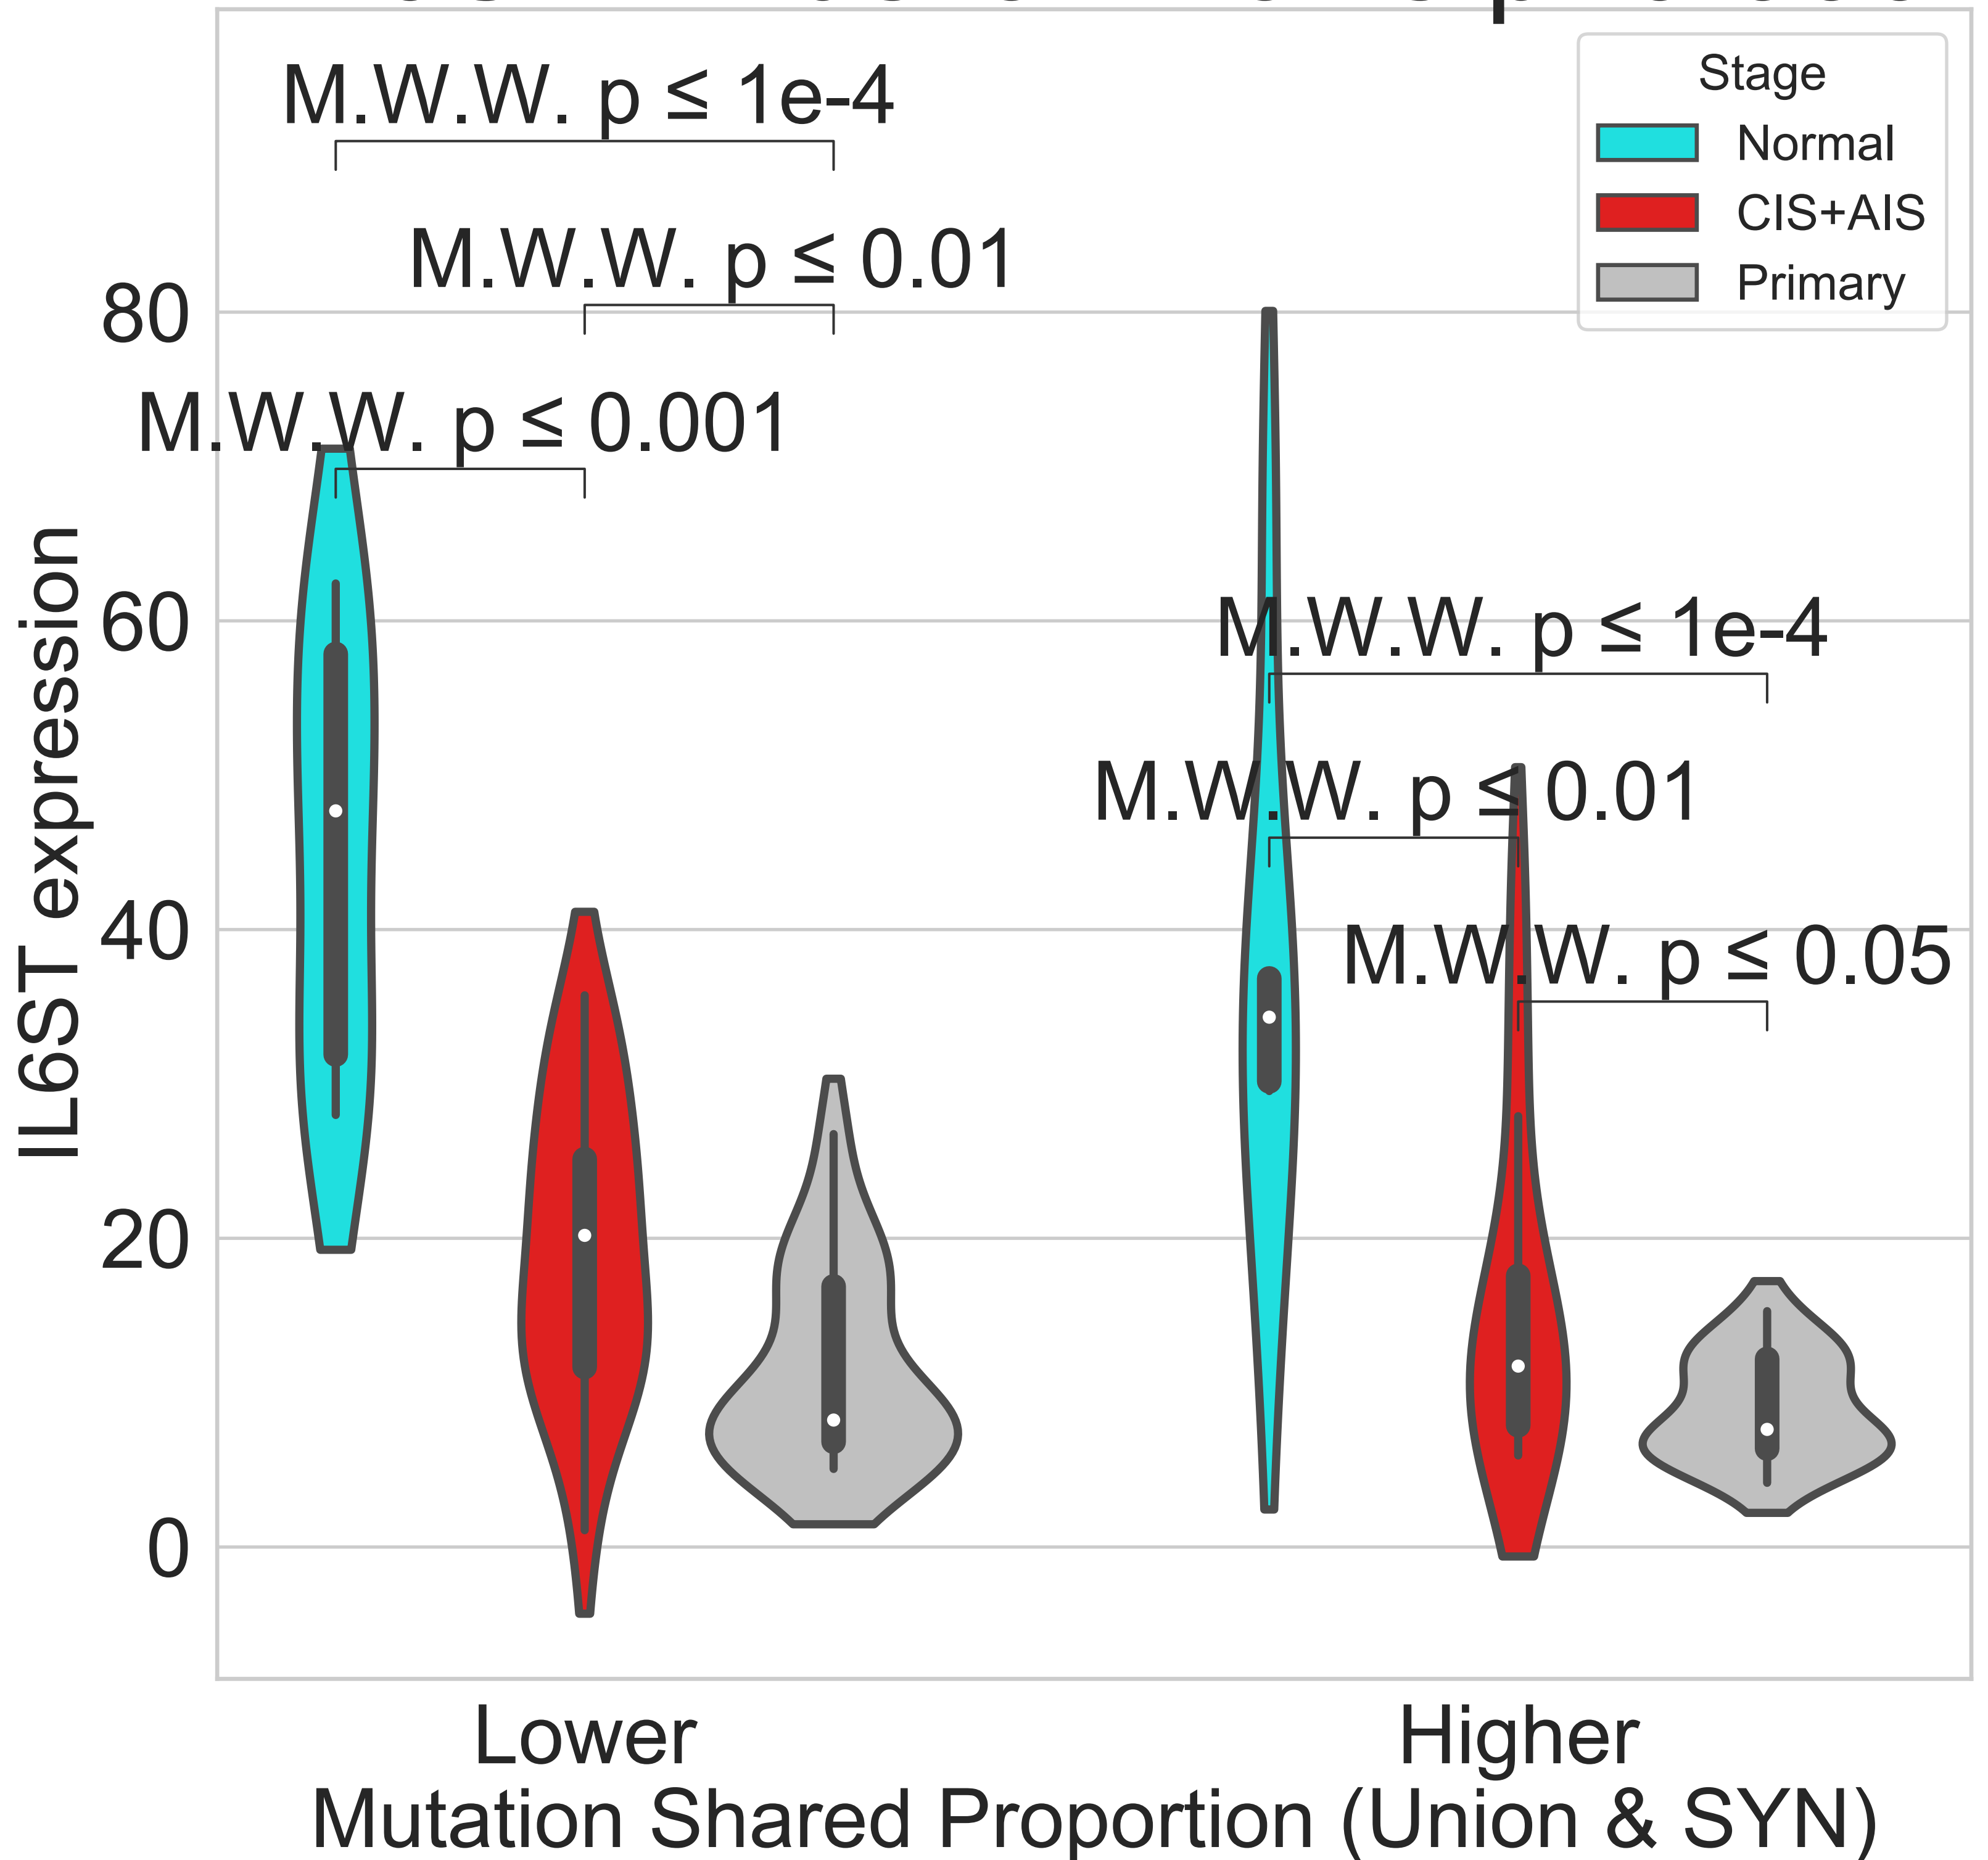 M.W.W. p ≤ 1e-4
Stage
Normal
CIS+AIS
Primary
M.W.W. p ≤ 0.01
80
M.W.W. p ≤ 0.001
60
M.W.W. p ≤ 1e-4
M.W.W. p ≤ 0.01
40
M.W.W. p ≤ 0.05
20
0
IL6ST expression
Lower
Higher
Mutation Shared Proportion (Union & SYN)